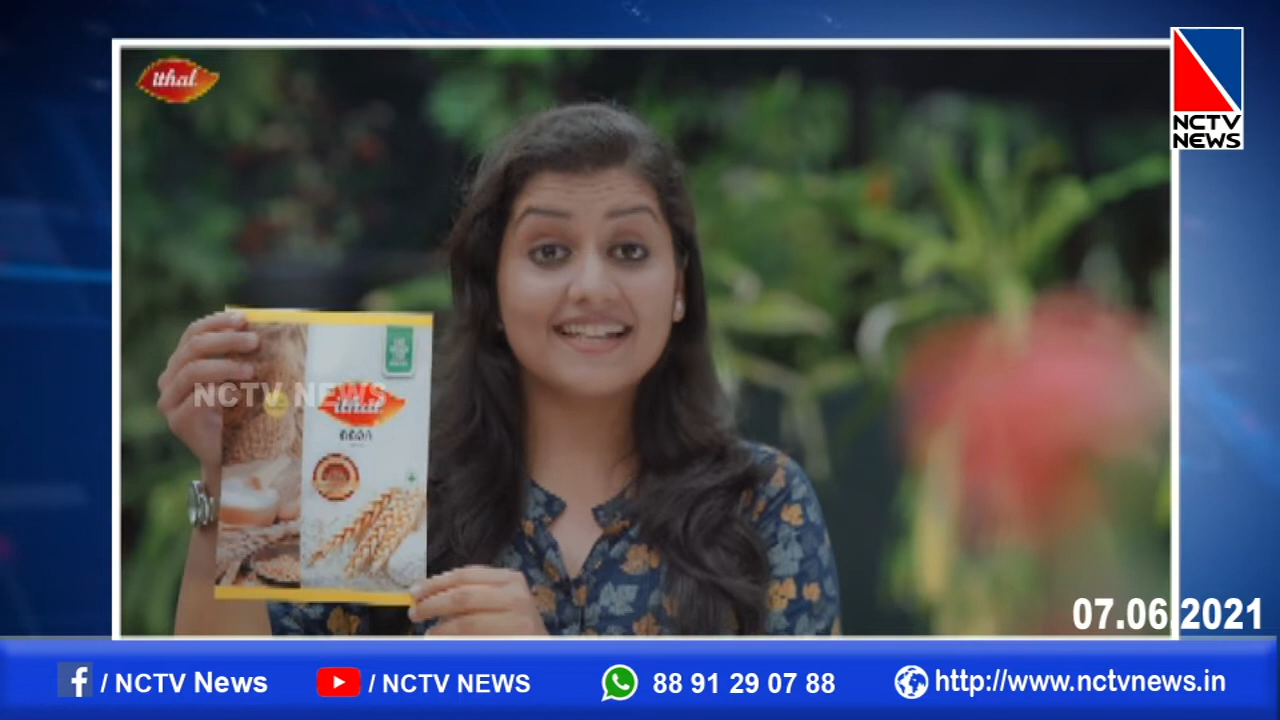 ithal
NCTV
NEWS
NCTV NEWS
ithal
07.06.2021
/ NCTV News
/ NCTV NEWS
88 91 29 07 88
http://www.nctvnews.in